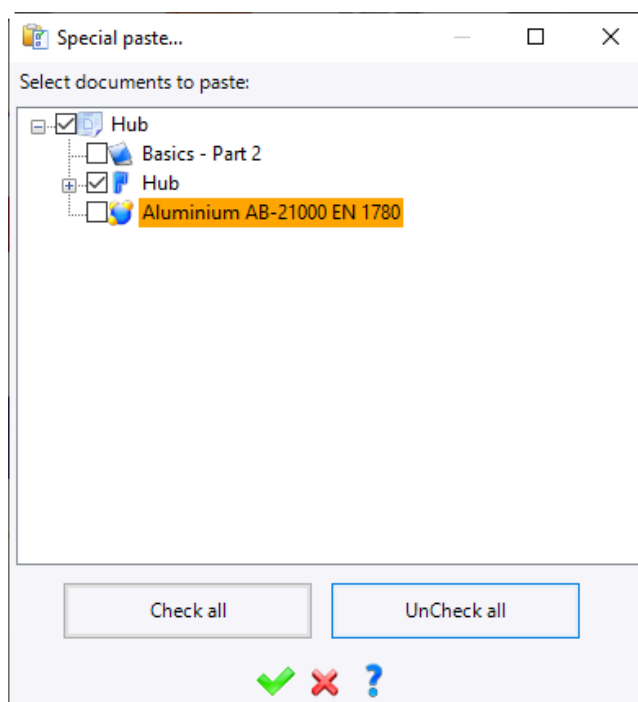 Special paste...
Select documents to paste:
Hub
Basics - Part 2
Hub
Aluminium AB-21000 EN 1780
Check all UnCheck all